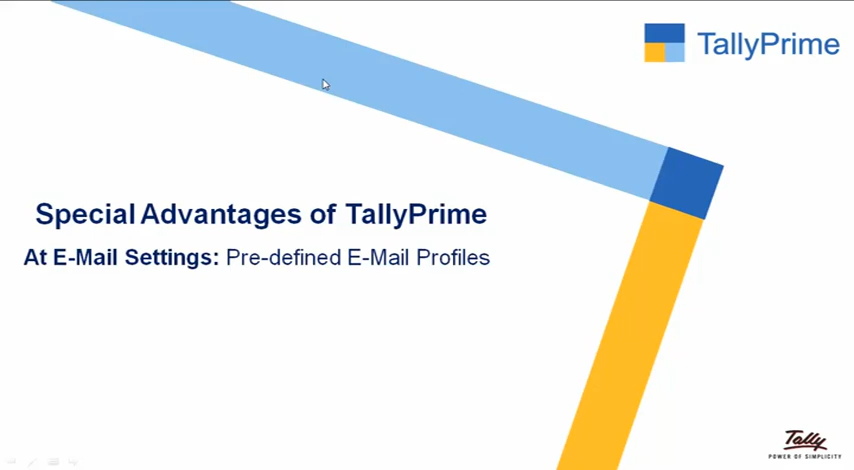 TallyPrime
Special Advantages of TallyPrime
At E-Mail Settings: Pre-defined E-Mail Profiles
Tally
POWER OF SIMPLICITY